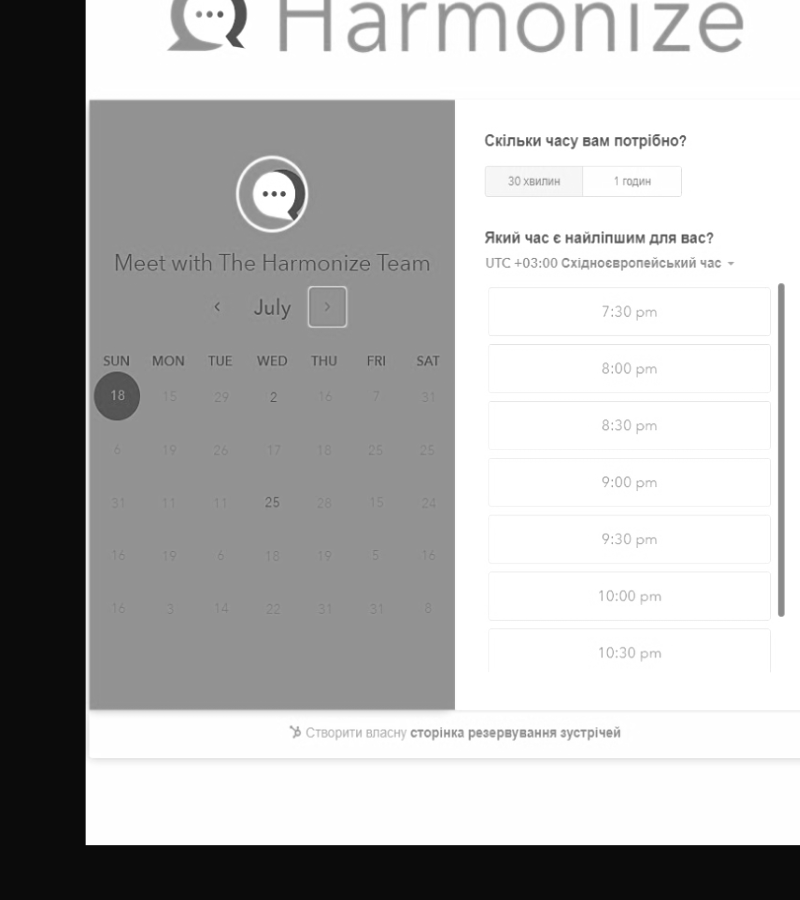 Harmonize
Meet with The Harmonize Team
July
SUN MON TUE WED THU FRI SAT
18 15 29 2 16 7 31
6 19 26 17 18 25 25
31 11 11 25 28 15 24
16 19 6 18 19 5 16
16 3 14 22 31 31 8
Скільки часу вам потрібно?
30 хвилин 1 годин
Який час є найліпшим для вас?
UTC +03:00 Східноєвропейський час
7:30 pm
8:00 pm
8:30 pm
9:00 pm
9:30 pm
10:00 pm
10:30 pm
Створити власну сторінка резервування зустрічей